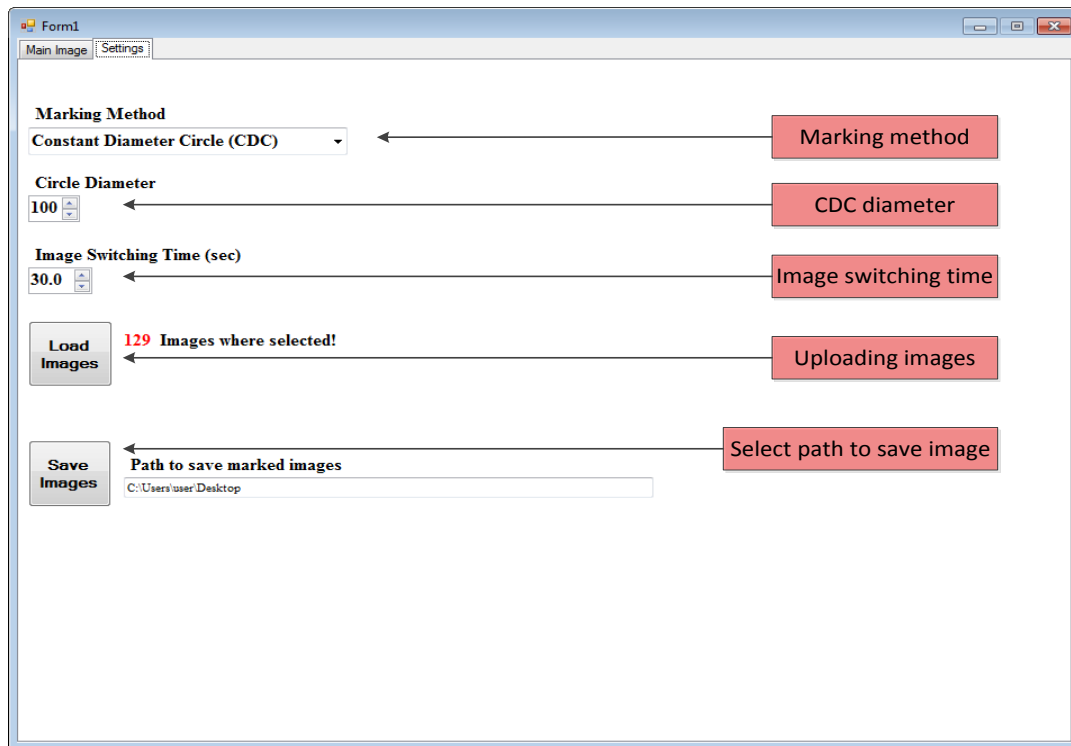 Form1
Main Image Settings
Marking Method
Constant Diameter Circle (CDC)
Marking method
Circle Diameter
100
CDC diameter
Image Switching Time (sec)
30.0
Image switching time
Load
Images
129 Images where selected!
Uploading images
Save
Images
Select path to save image
Path to save marked images
C:\Users\user\Desktop